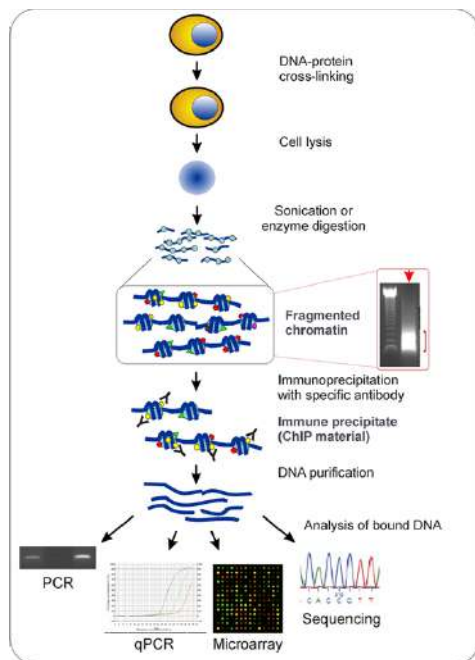 DNA-protein
cross-linking
Cell lysis
Sonication or
enzyme digestion
Fragmented
chromatin
Immunoprecipitation
with specific antibody
Immune precipitate
(ChIP material)
DNA purification
Analysis of bound DNA
PCR
qPCR
Microarray
Sequencing